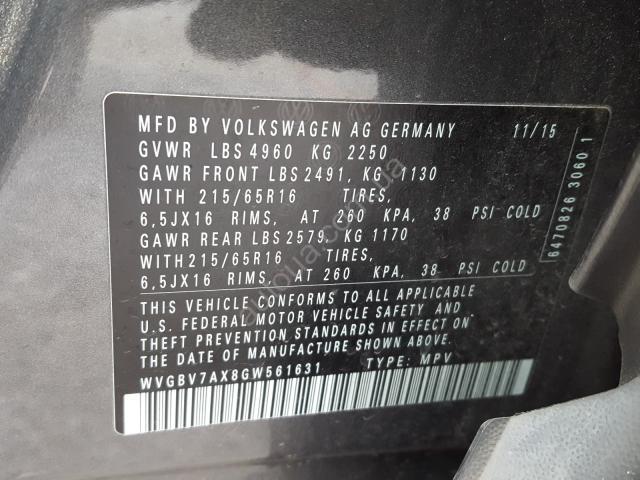 MFD BY VOLKSWAGEN AG GERMANY 11/15
GVWR LBS 4960 KG 2250
GAWR FRONT LBS 2491, KG 1130
WITH 215/65R16 TIRES,
6,5JX16 RIMS, AT 260 KPA, 38 PSI COLD
GAWR REAR LBS 2579, KG 1170
WITH 215/65R16 TIRES,
6,5JX16 RIMS, AT 260 KPA, 38 PSI COLD
THIS VEHICLE CONFORMS TO ALL APPLICABLE
U.S. FEDERAL MOTOR VEHICLE SAFETY AND
THEFT PREVENTION STANDARDS IN EFFECT ON
THE DATE OF MANUFACTURE SHOWN ABOVE.
WVGBV7AX8GW561631 TYPE: MPV
6470826 3060 1